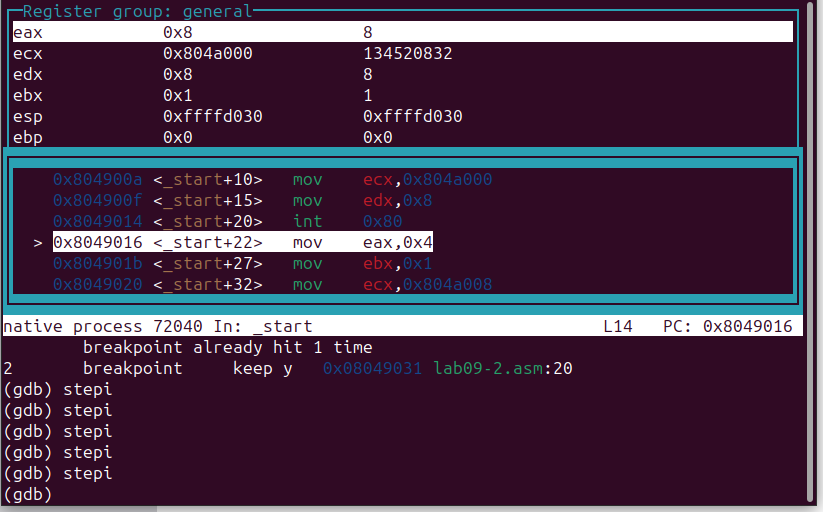 Register group: general
eax 0x8 8
ecx 0x804a000 134520832
edx 0x8 8
ebx 0x1 1
esp 0xffffd030 0xffffd030
ebp 0x0 0x0
0x804900a <_start+10> mov ecx,0x804a000
0x804900f <_start+15> mov edx,0x8
0x8049014 <_start+20> int 0x80
> 0x8049016 <_start+22> mov eax,0x4
0x804901b <_start+27> mov ebx,0x1
0x8049020 <_start+32> mov ecx,0x804a008
native process 72040 In: _start L14 PC: 0x8049016
breakpoint already hit 1 time
2 breakpoint keep y 0x08049031 lab09-2.asm:20
(gdb) stepi
(gdb) stepi
(gdb) stepi
(gdb) stepi
(gdb) stepi
(gdb)